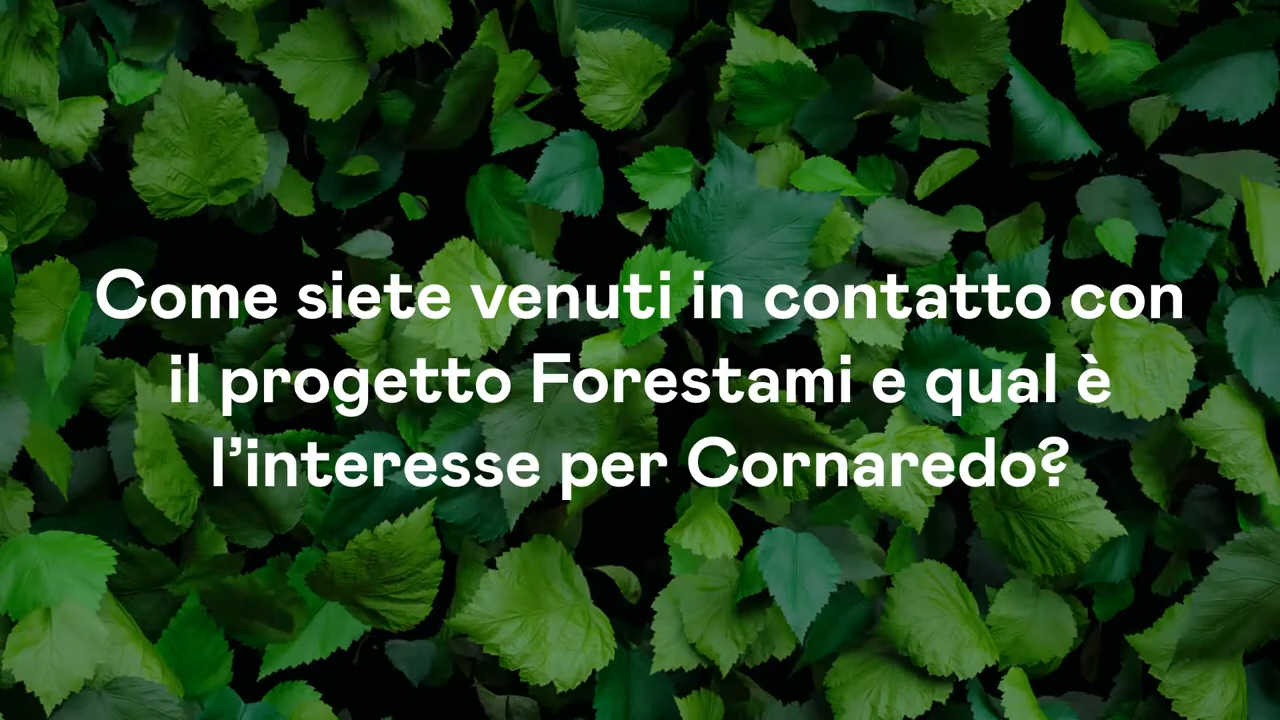 Come siete venuti in contatto con
il progetto Forestami e qual è
l’interesse per Cornaredo?